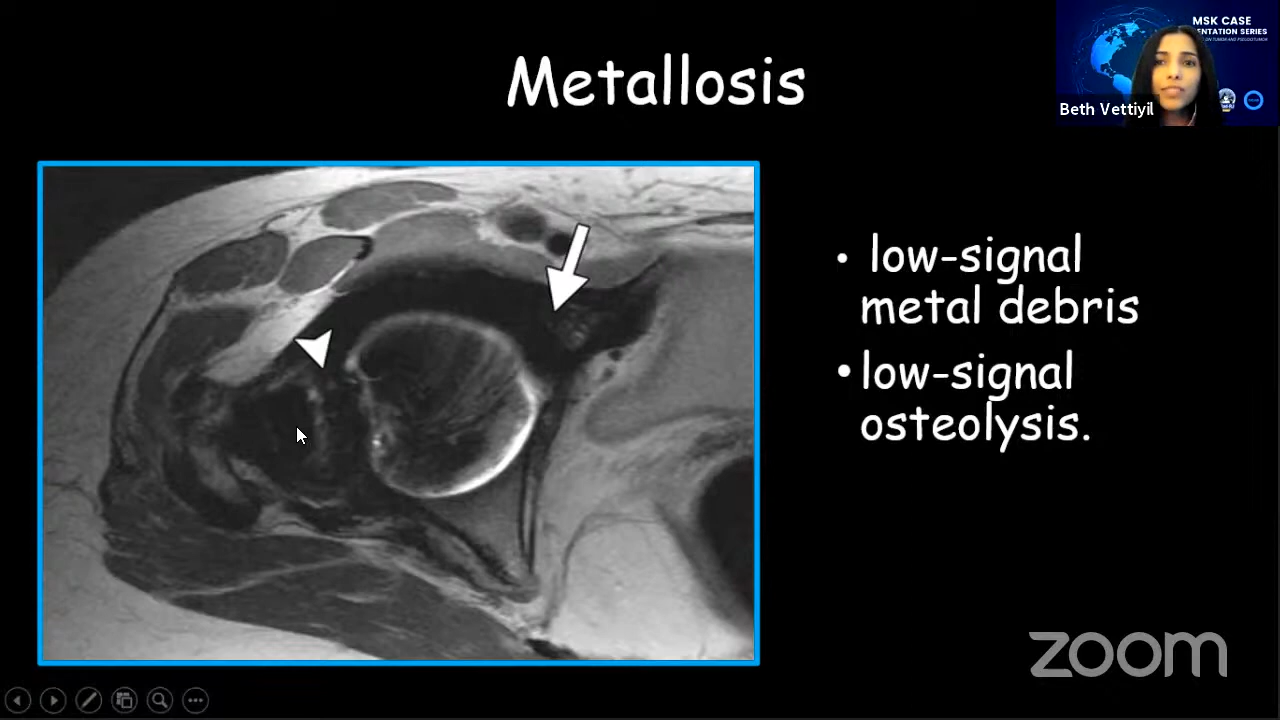 MSK CASE
ENTATION SERIES
Beth Vettiyil
Metallosis
• low-signal
metal debris
• low-signal
osteolysis.
zoom